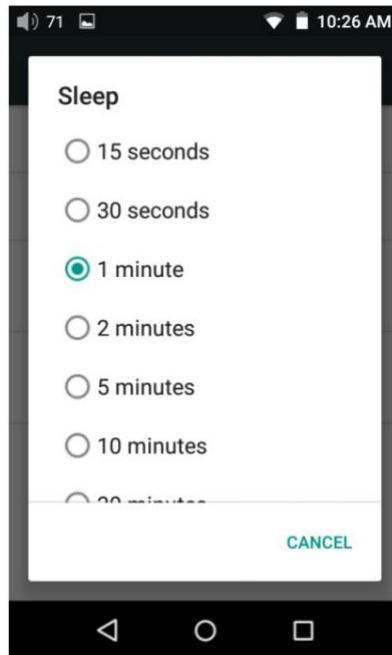 71 10:26 AM
Sleep
15 seconds
30 seconds
1 minute
2 minutes
5 minutes
10 minutes
CANCEL